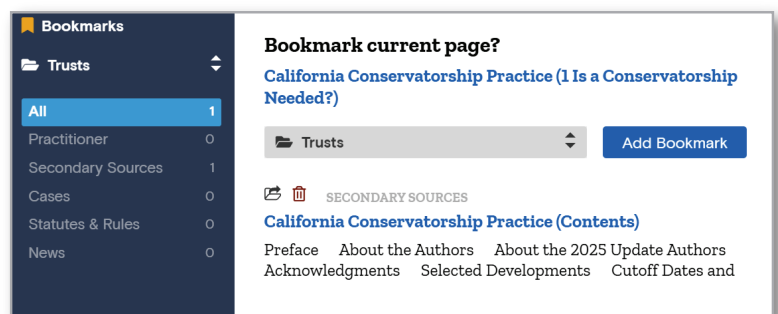 Bookmarks
Trusts
All 1
Practitioner 0
Secondary Sources 1
Cases 0
Statutes & Rules 0
News 0
Bookmark current page?
California Conservatorship Practice (1 Is a Conservatorship
Needed?)
Trusts
Add Bookmark
SECONDARY SOURCES
California Conservatorship Practice (Contents)
Preface About the Authors About the 2025 Update Authors
Acknowledgments Selected Developments Cutoff Dates and